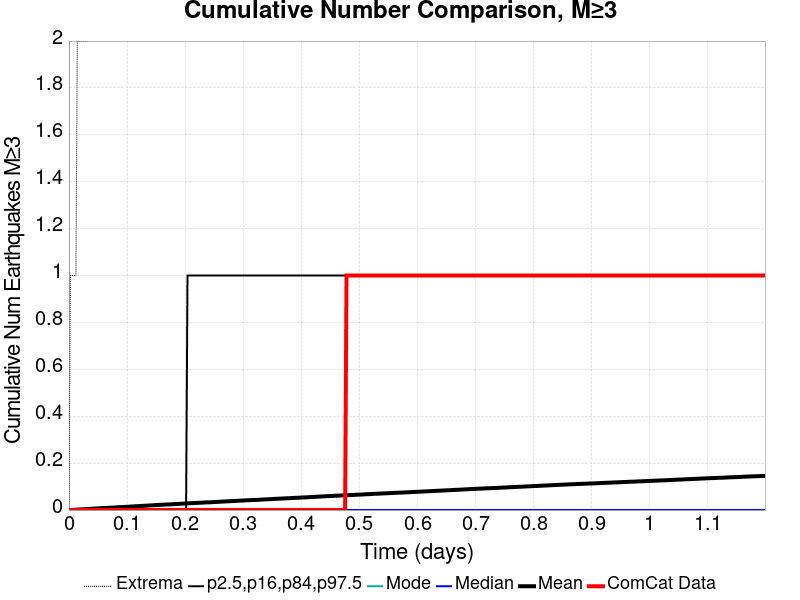 Cumulative Number Comparison, M≥3
Cumulative Num Earthquakes M≥3
2
1.8
1.6
1.4
1.2
1
0.8
0.6
0.4
0.2
0
0 0.1 0.2 0.3 0.4 0.5 0.6 0.7 0.8 0.9 1 1.1
Time (days)
Extrema p2.5,p16,p84,p97.5 Mode Median Mean ComCat Data